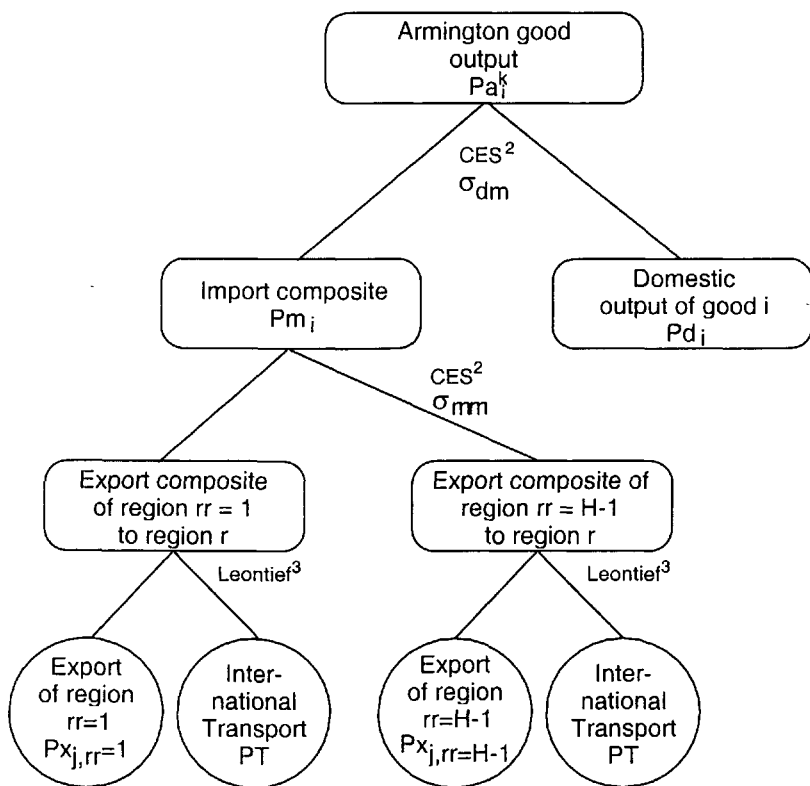 Armington good
output
Pa_i^k
CES²
σ_dm
Import composite
Pm_i
Domestic
output of good i
Pd_i
CES²
σ_mm
Export composite
of region rr = 1
to region r
Export composite of
region rr = H-1
to region r
Leontief³
Leontief³
Export
of region
rr=1
Px_j,rr=1
Inter-
national
Transport
PT
Export
of region
rr=H-1
Px_j,rr=H-1
Inter-
national
Transport
PT